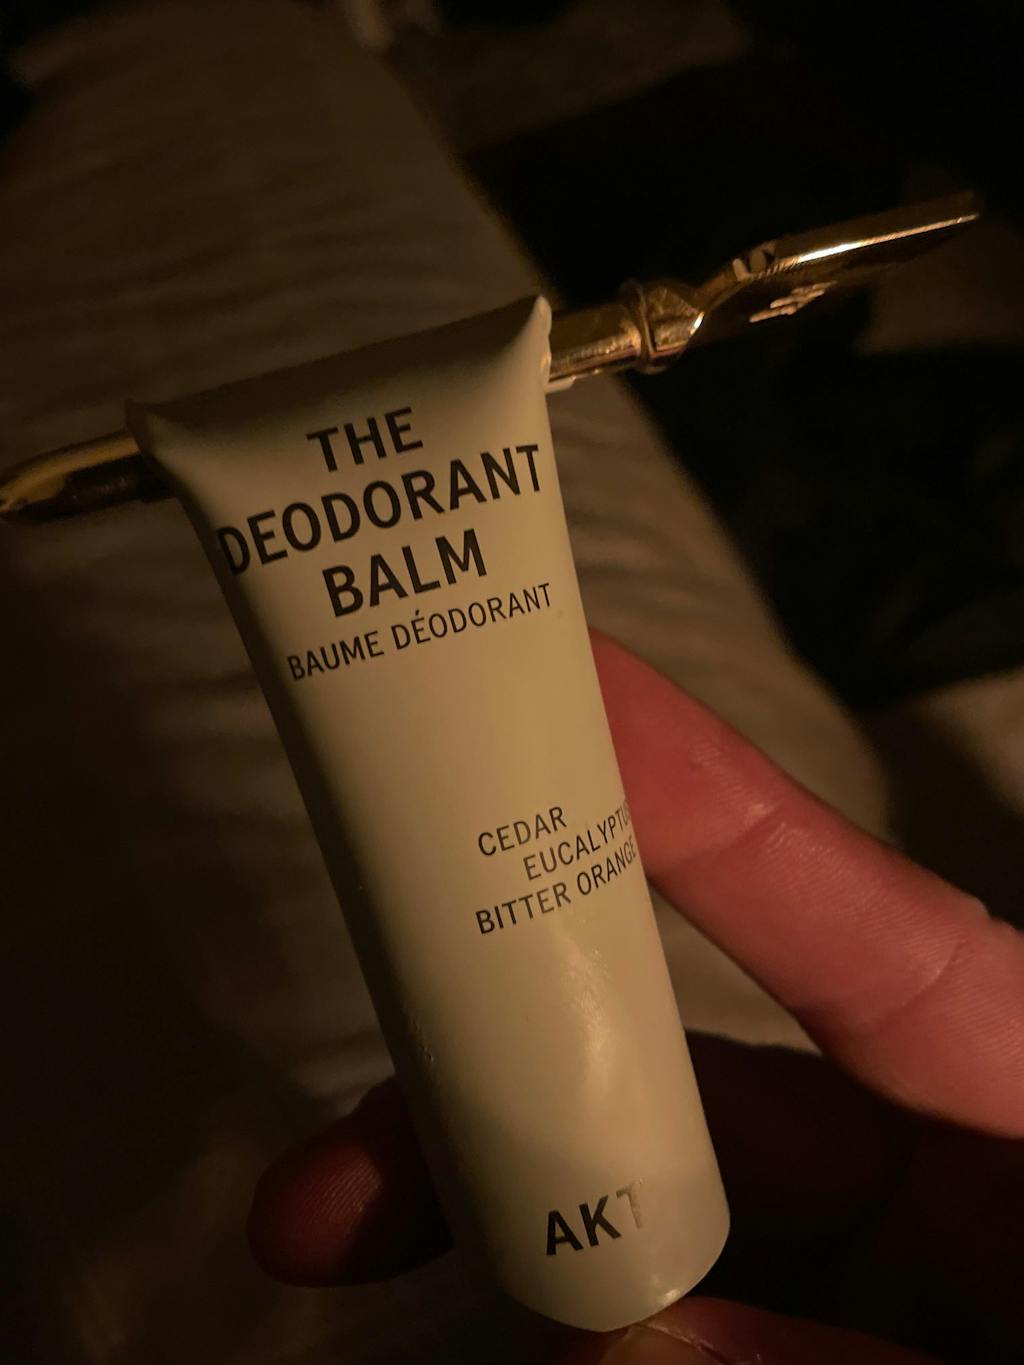 THE
DEODORANT
BALM
BAUME DÉODORANT
CEDAR
EUCALYPTUS
BITTER ORANGE
AKT